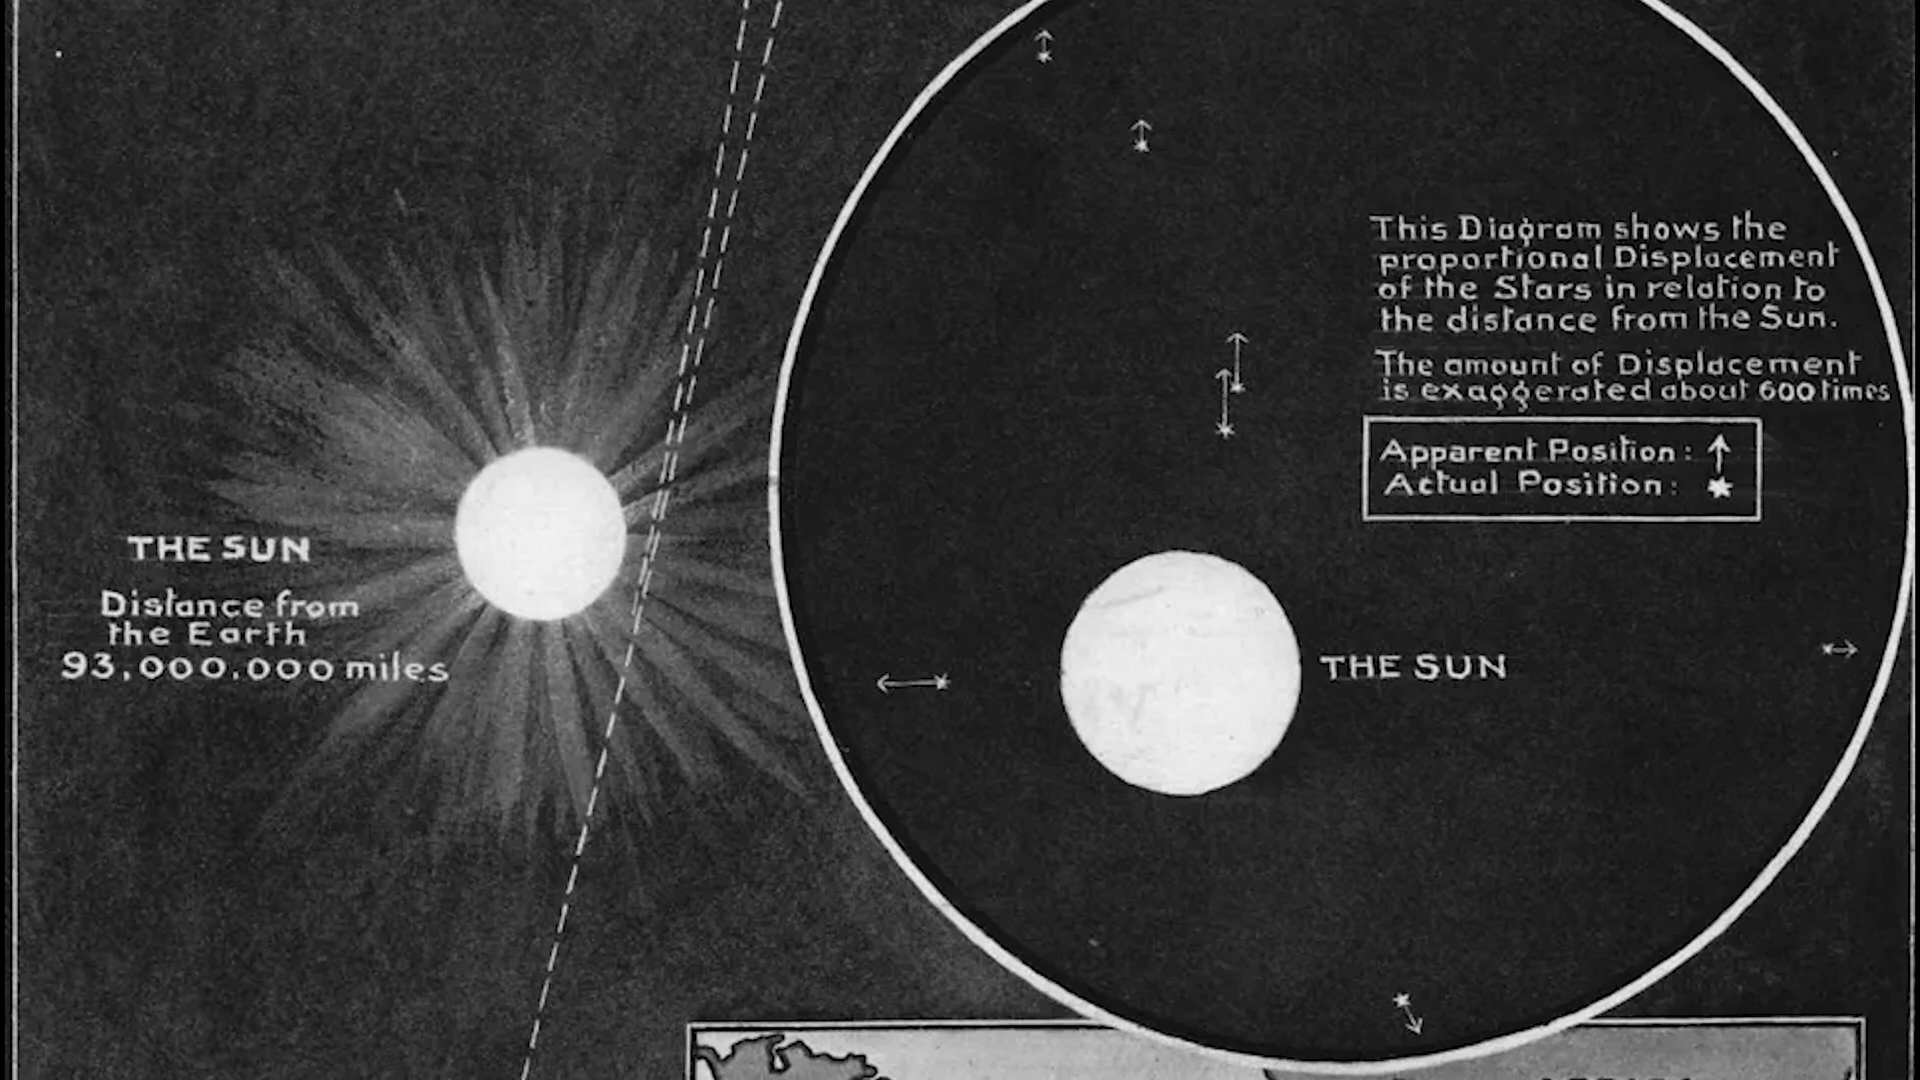 THE SUN
Distance from
the Earth
93,000,000 miles
This Diagram shows the
proportional Displacement
of the Stars in relation to
the distance from the Sun.
The amount of Displacement
is exaggerated about 600 times
Apparent Position:
Actual Position:
THE SUN